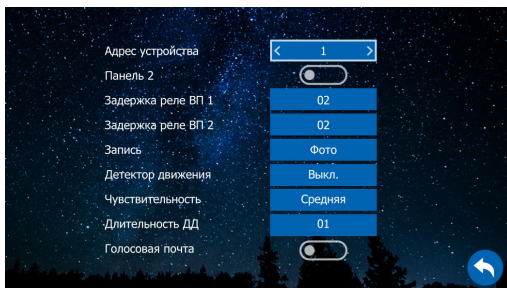 Адрес устройства < 1 >
Панель 2
Задержка реле ВП 1 02
Задержка реле ВП 2 02
Запись Фото
Детектор движения Выкл.
Чувствительность Средняя
Длительность ДД 01
Голосовая почта